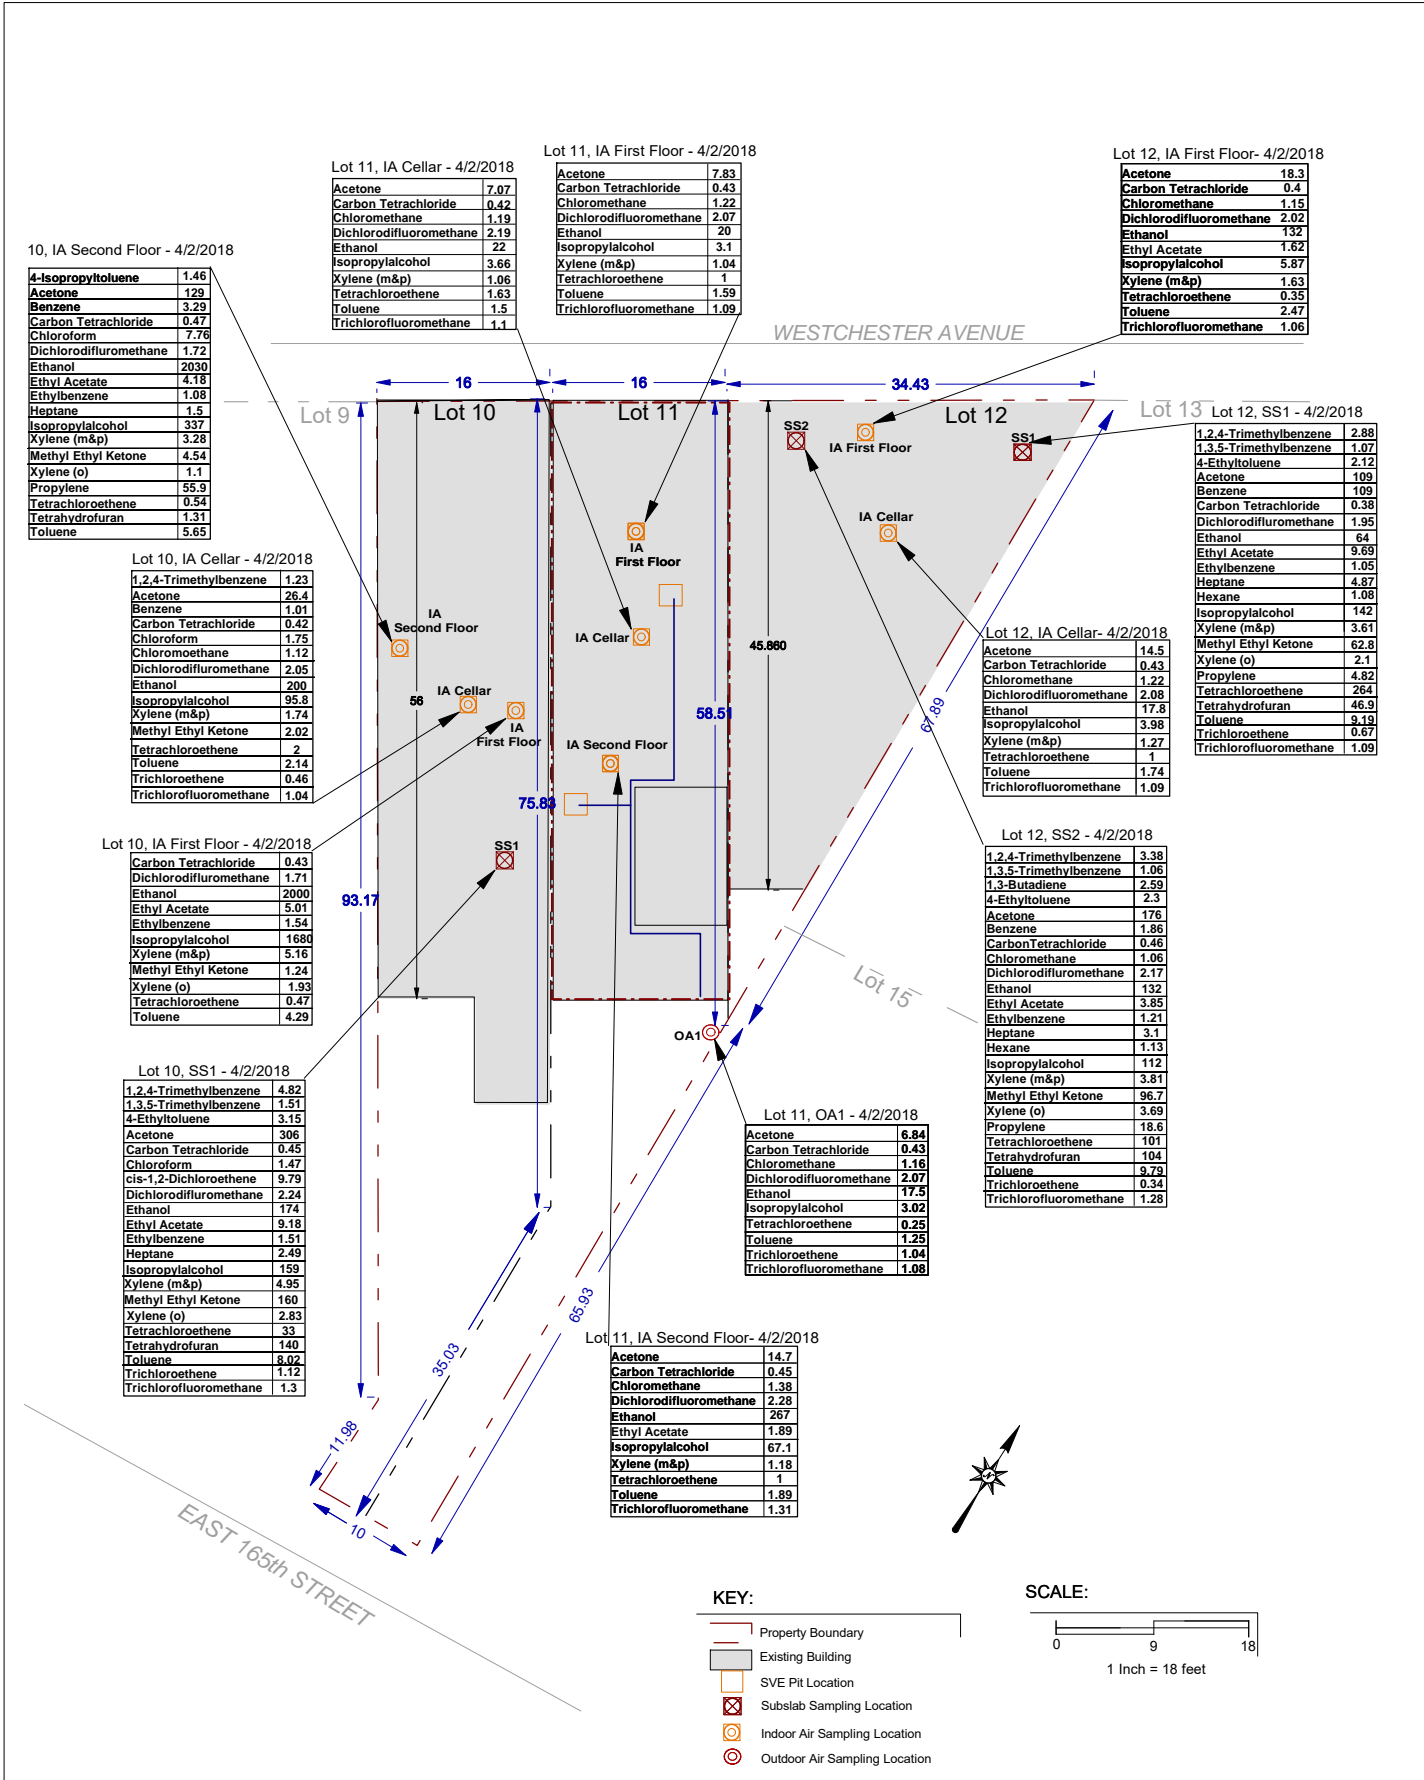 Lot 11, IA Cellar - 4/2/2018
Acetone 7.07
Carbon Tetrachloride 0.42
Chloromethane 1.19
Dichlorodifluoromethane 2.19
Ethanol 22
Isopropylalcohol 3.66
Xylene (m&p) 1.06
Tetrachloroethene 1.63
Toluene 1.5
Trichlorofluoromethane 1.1
Lot 11, IA First Floor - 4/2/2018
Acetone 7.83
Carbon Tetrachloride 0.43
Chloromethane 1.22
Dichlorodifluoromethane 2.07
Ethanol 20
Isopropylalcohol 3.1
Xylene (m&p) 1.04
Tetrachloroethene 1
Toluene 1.59
Trichlorofluoromethane 1.09
Lot 12, IA First Floor- 4/2/2018
Acetone 18.3
Carbon Tetrachloride 0.4
Chloromethane 1.15
Dichlorodifluoromethane 2.02
Ethanol 132
Ethyl Acetate 1.62
Isopropylalcohol 5.87
Xylene (m&p) 1.63
Tetrachloroethene 0.35
Toluene 2.47
Trichlorofluoromethane 1.06
10, IA Second Floor - 4/2/2018
4-Isopropyltoluene 1.46
Acetone 129
Benzene 3.29
Carbon Tetrachloride 0.47
Chloroform 7.76
Dichlorodifluromethane 1.72
Ethanol 2030
Ethyl Acetate 4.18
Ethylbenzene 1.08
Heptane 1.5
Isopropylalcohol 337
Xylene (m&p) 3.28
Methyl Ethyl Ketone 4.54
Xylene (o) 1.1
Propylene 55.9
Tetrachloroethene 0.54
Tetrahydrofuran 1.31
Toluene 5.65
WESTCHESTER AVENUE
16
16
34.43
Lot 9
Lot 10
Lot 11
Lot 12
Lot 13
SS2
IA First Floor
SS1
IA Cellar
IA
First Floor
IA
Second Floor
IA Cellar
IA Cellar
IA
First Floor
IA Second Floor
SS1
OA1
56
45.860
58.51
67.89
75.83
93.17
Lot 15
65.93
35.03
11.98
10
EAST 165th STREET
Lot 12, SS1 - 4/2/2018
1,2,4-Trimethylbenzene 2.88
1,3,5-Trimethylbenzene 1.07
4-Ethyltoluene 2.12
Acetone 109
Benzene 109
Carbon Tetrachloride 0.38
Dichlorodifluromethane 1.95
Ethanol 64
Ethyl Acetate 9.69
Ethylbenzene 1.05
Heptane 4.87
Hexane 1.08
Isopropylalcohol 142
Xylene (m&p) 3.61
Methyl Ethyl Ketone 62.8
Xylene (o) 2.1
Propylene 4.82
Tetrachloroethene 264
Tetrahydrofuran 46.9
Toluene 9.19
Trichloroethene 0.67
Trichlorofluoromethane 1.09
Lot 10, IA Cellar - 4/2/2018
1,2,4-Trimethylbenzene 1.23
Acetone 26.4
Benzene 1.01
Carbon Tetrachloride 0.42
Chloroform 1.75
Chloromoethane 1.12
Dichlorodifluromethane 2.05
Ethanol 200
Isopropylalcohol 95.8
Xylene (m&p) 1.74
Methyl Ethyl Ketone 2.02
Tetrachloroethene 2
Toluene 2.14
Trichloroethene 0.46
Trichlorofluoromethane 1.04
Lot 12, IA Cellar- 4/2/2018
Acetone 14.5
Carbon Tetrachloride 0.43
Chloromethane 1.22
Dichlorodifluoromethane 2.08
Ethanol 17.8
Isopropylalcohol 3.98
Xylene (m&p) 1.27
Tetrachloroethene 1
Toluene 1.74
Trichlorofluoromethane 1.09
Lot 10, IA First Floor - 4/2/2018
Carbon Tetrachloride 0.43
Dichlorodifluromethane 1.71
Ethanol 2000
Ethyl Acetate 5.01
Ethylbenzene 1.54
Isopropylalcohol 1680
Xylene (m&p) 5.16
Methyl Ethyl Ketone 1.24
Xylene (o) 1.93
Tetrachloroethene 0.47
Toluene 4.29
Lot 12, SS2 - 4/2/2018
1,2,4-Trimethylbenzene 3.38
1,3,5-Trimethylbenzene 1.06
1,3-Butadiene 2.59
4-Ethyltoluene 2.3
Acetone 176
Benzene 1.86
CarbonTetrachloride 0.46
Chloromethane 1.06
Dichlorodifluromethane 2.17
Ethanol 132
Ethyl Acetate 3.85
Ethylbenzene 1.21
Heptane 3.1
Hexane 1.13
Isopropylalcohol 112
Xylene (m&p) 3.81
Methyl Ethyl Ketone 96.7
Xylene (o) 3.69
Propylene 18.6
Tetrachloroethene 101
Tetrahydrofuran 104
Toluene 9.79
Trichloroethene 0.34
Trichlorofluoromethane 1.28
Lot 10, SS1 - 4/2/2018
1,2,4-Trimethylbenzene 4.82
1,3,5-Trimethylbenzene 1.51
4-Ethyltoluene 3.15
Acetone 306
Carbon Tetrachloride 0.45
Chloroform 1.47
cis-1,2-Dichloroethene 9.79
Dichlorodifluromethane 2.24
Ethanol 174
Ethyl Acetate 9.18
Ethylbenzene 1.51
Heptane 2.49
Isopropylalcohol 159
Xylene (m&p) 4.95
Methyl Ethyl Ketone 160
Xylene (o) 2.83
Tetrachloroethene 33
Tetrahydrofuran 140
Toluene 8.02
Trichloroethene 1.12
Trichlorofluoromethane 1.3
Lot 11, OA1 - 4/2/2018
Acetone 6.84
Carbon Tetrachloride 0.43
Chloromethane 1.16
Dichlorodifluoromethane 2.07
Ethanol 17.5
Isopropylalcohol 3.02
Tetrachloroethene 0.25
Toluene 1.25
Trichloroethene 1.04
Trichlorofluoromethane 1.08
Lot 11, IA Second Floor- 4/2/2018
Acetone 14.7
Carbon Tetrachloride 0.45
Chloromethane 1.38
Dichlorodifluoromethane 2.28
Ethanol 267
Ethyl Acetate 1.89
Isopropylalcohol 67.1
Xylene (m&p) 1.18
Tetrachloroethene 1
Toluene 1.89
Trichlorofluoromethane 1.31
N
KEY:
Property Boundary
Existing Building
SVE Pit Location
Subslab Sampling Location
Indoor Air Sampling Location
Outdoor Air Sampling Location
SCALE:
0 9 18
1 Inch = 18 feet